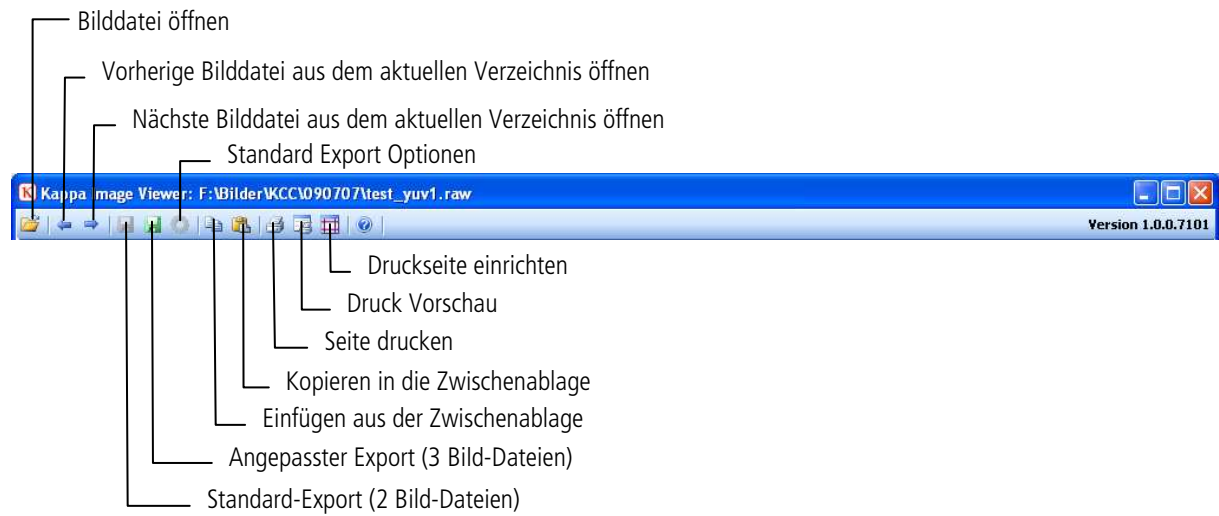 Bilddatei öffnen
Vorherige Bilddatei aus dem aktuellen Verzeichnis öffnen
Nächste Bilddatei aus dem aktuellen Verzeichnis öffnen
Standard Export Optionen
Kappa Image Viewer: F:\Bilder\KCC\090707\test_yuv1.raw
Version 1.0.0.7101
Druckseite einrichten
Druck Vorschau
Seite drucken
Kopieren in die Zwischenablage
Einfügen aus der Zwischenablage
Angepasster Export (3 Bild-Dateien)
Standard-Export (2 Bild-Dateien)